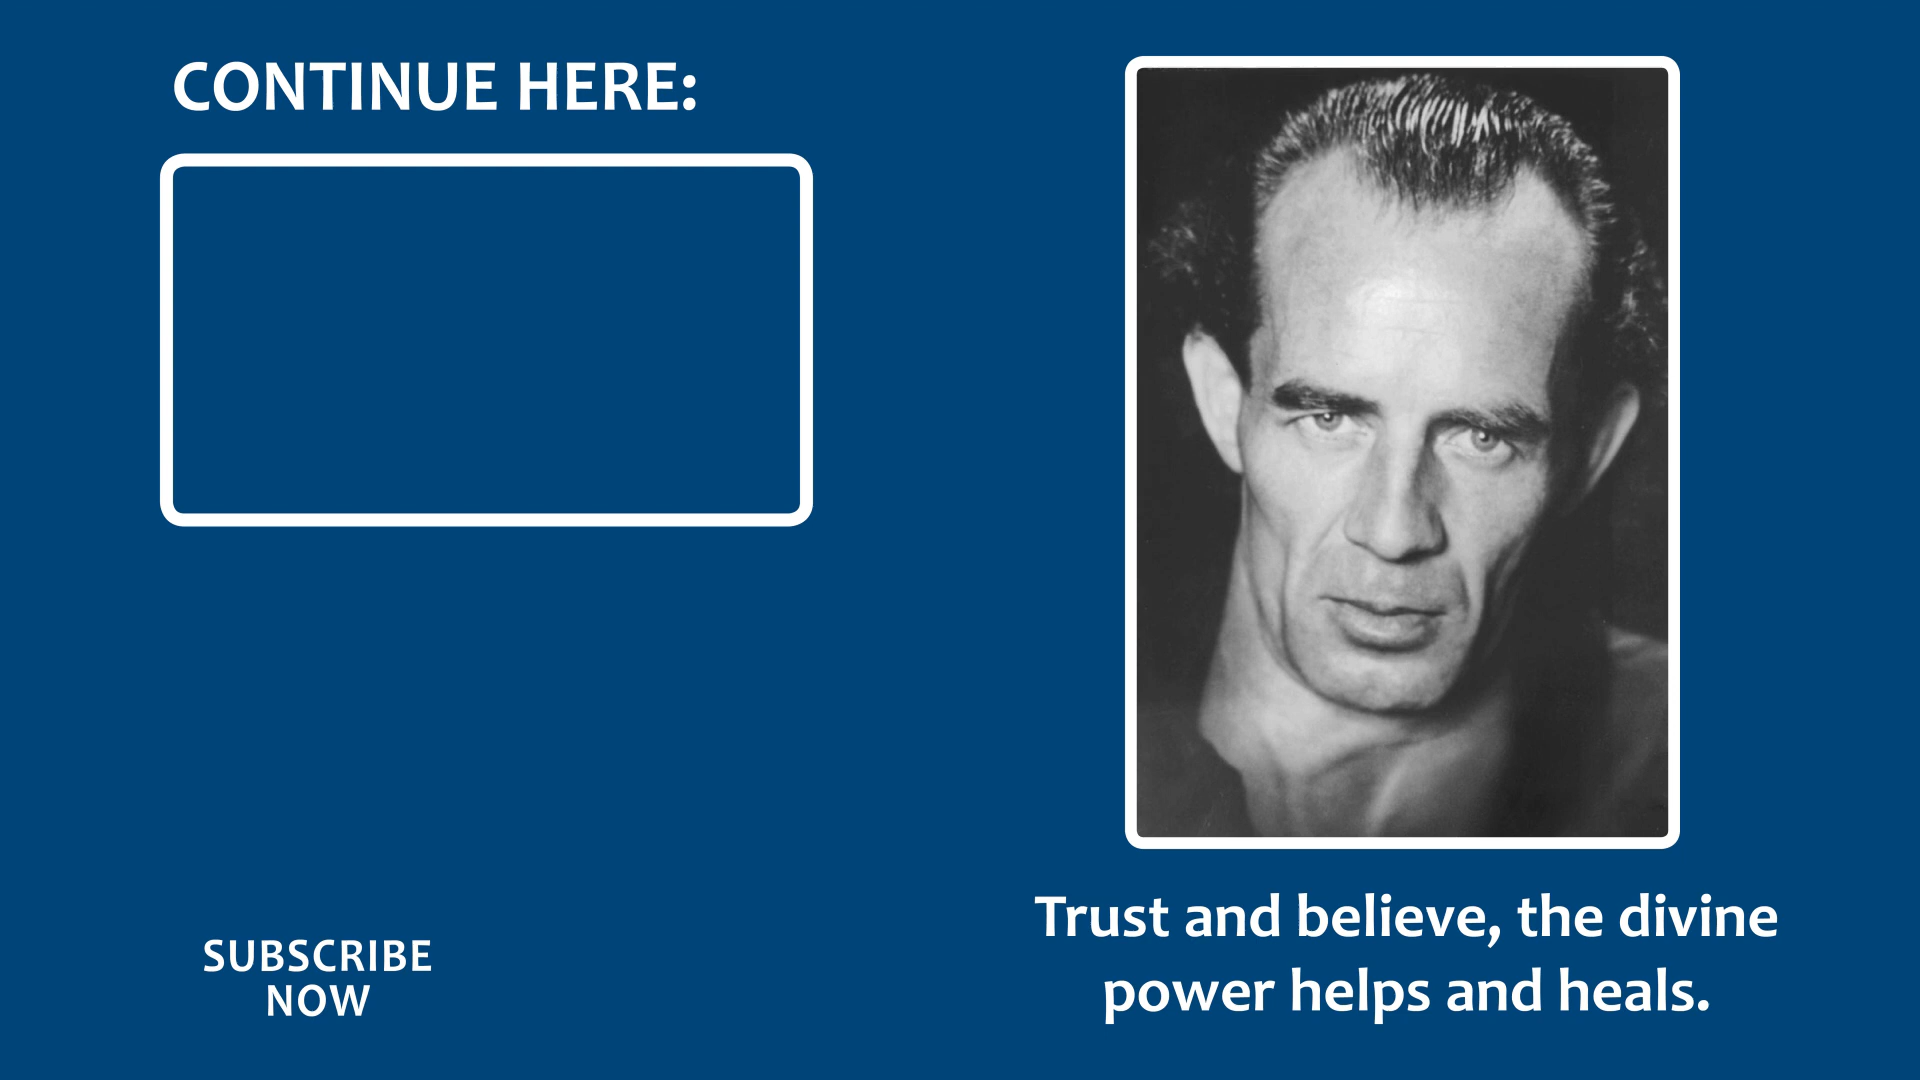 CONTINUE HERE:
Trust and believe, the divine
power helps and heals.
SUBSCRIBE
NOW